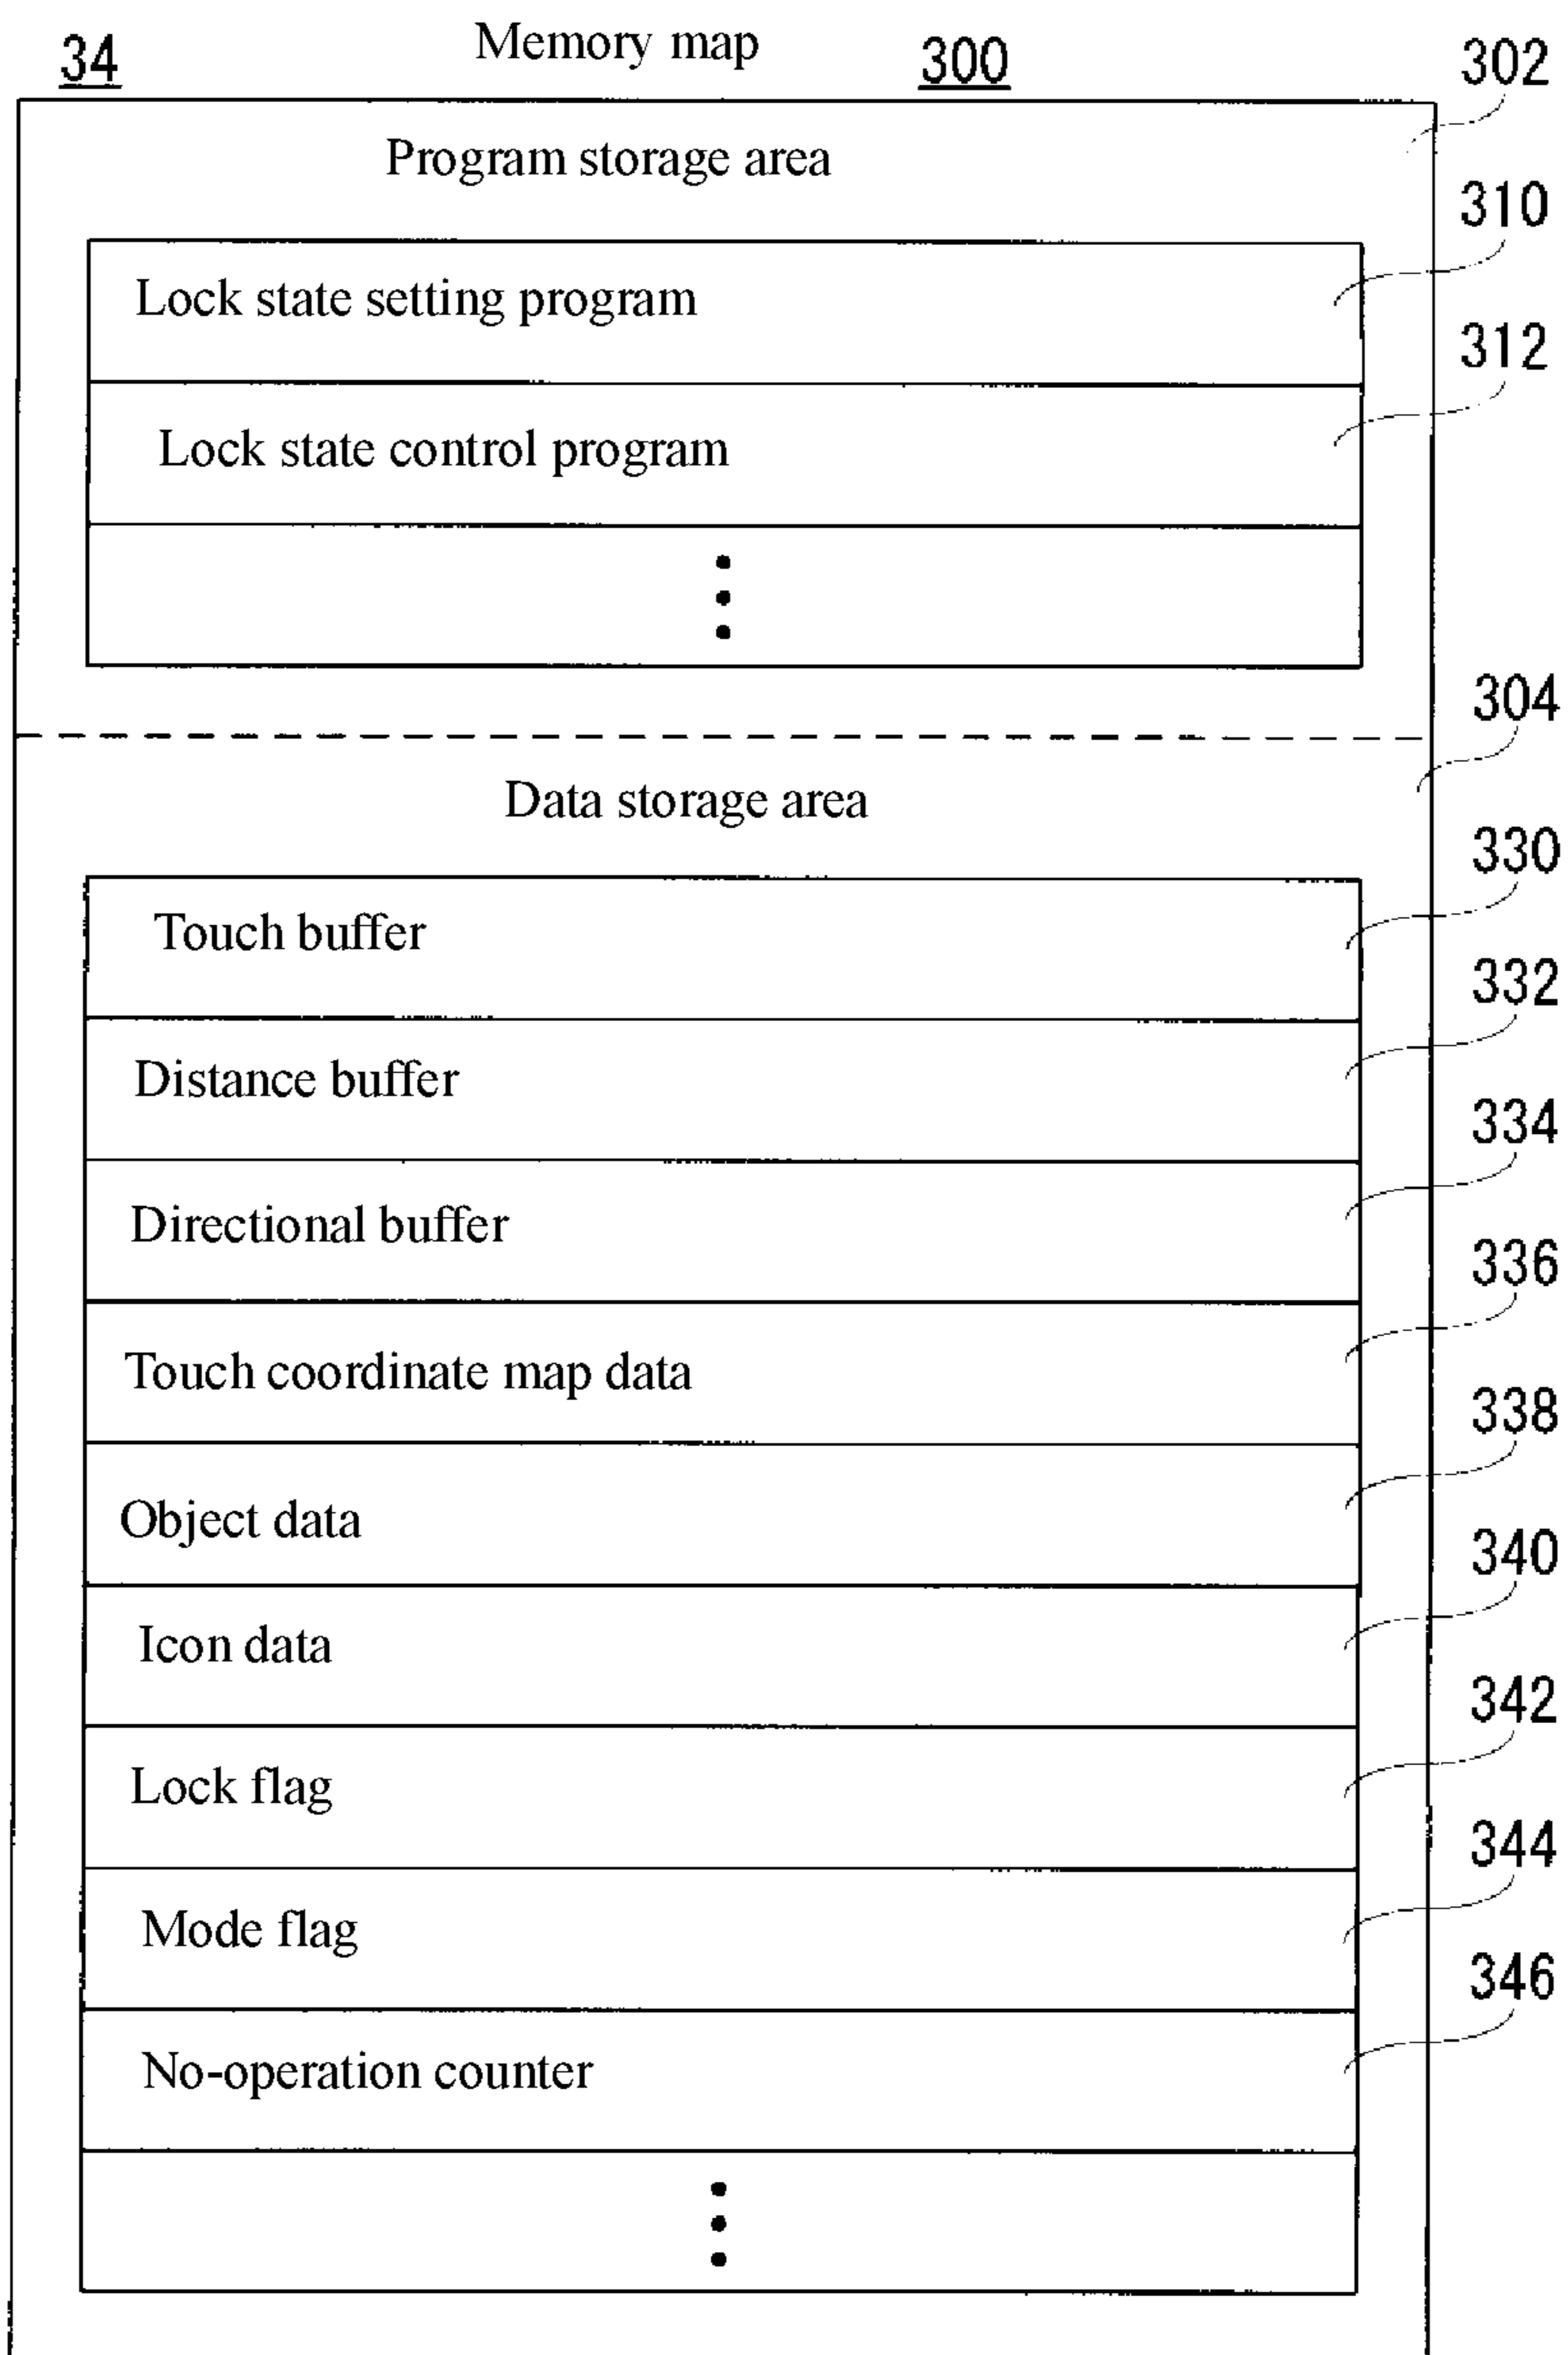 34 Memory map 300 302
Program storage area
310
Lock state setting program
312
Lock state control program
304
Data storage area
330
Touch buffer
332
Distance buffer
334
Directional buffer
336
Touch coordinate map data
338
Object data
340
Icon data
342
Lock flag
344
Mode flag
346
No-operation counter